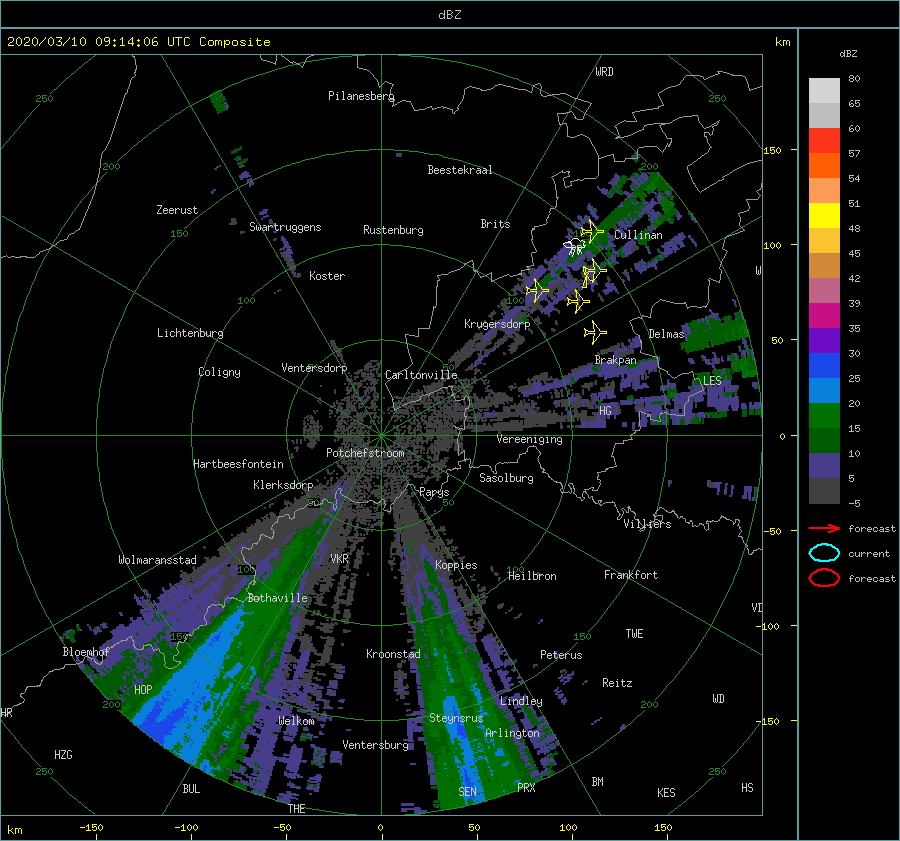 dBZ
2020/03/10 09:14:06 UTC Composite
km
dBZ
WRD
80
250
Pilanesberg
250
65
60
150
57
200
Beestekraal
200
54
Zeerust
51
150
Swartruggens
Rustenburg
Brits
Cullinan
48
100
Koster
45
W
42
100
100
39
Lichtenburg
Krugersdorp
Delmas
50
35
Ventersdorp
Brakpan
30
Coligny
Carltonville
LES
25
HG
20
Vereeniging
0
15
Potchefstroom
10
Hartbeesfontein
Klerksdorp
Sasolburg
5
Parys
50
50
-5
Villiers
-50
forecast
Wolmaransstad
VKR
Koppies
current
100
100
Heilbron
Frankfort
forecast
Bothaville
VI
-100
150
150
TWE
Bloemhof
Kroonstad
Peterus
HOP
Reitz
WD
200
Lindley
200
HR
Welkom
Steynsrus
-150
Arlington
HZG
Ventersburg
250
250
BUL
SEN
PRX
BM
KES
HS
THE
km
-150
-100
-50
0
50
100
150